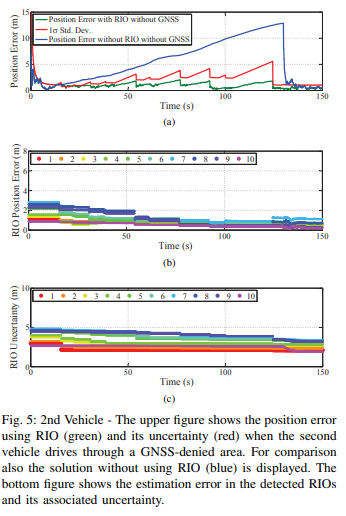 15
Position Error with RIO without GNSS
1σ Std. Dev.
Position Error without RIO without GNSS
10
5
0
0
50
100
150
Position Error (m)
Time (s)
(a)
8
1 2 3 4 5 6 7 8 9 10
6
4
2
0
0
50
100
150
RIO Position Error (m)
Time (s)
(b)
10
1 2 3 4 5 6 7 8 9 10
5
0
0
50
100
150
RIO Uncertainty (m)
Time (s)
(c)
Fig. 5: 2nd Vehicle - The upper figure shows the position error
using RIO (green) and its uncertainty (red) when the second
vehicle drives through a GNSS-denied area. For comparison
also the solution without using RIO (blue) is displayed. The
bottom figure shows the estimation error in the detected RIOs
and its associated uncertainty.